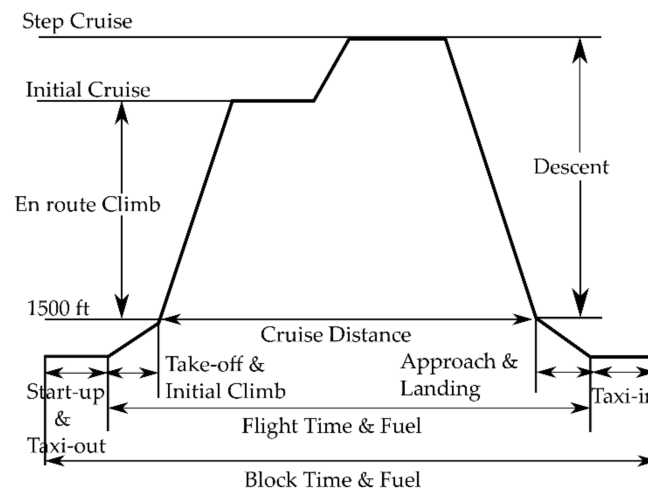 Step Cruise
Initial Cruise
Descent
En route Climb
1500 ft
Cruise Distance
Take-off &
Initial Climb
Approach &
Landing
Start-up
&
Taxi-out
Taxi-in
Flight Time & Fuel
Block Time & Fuel